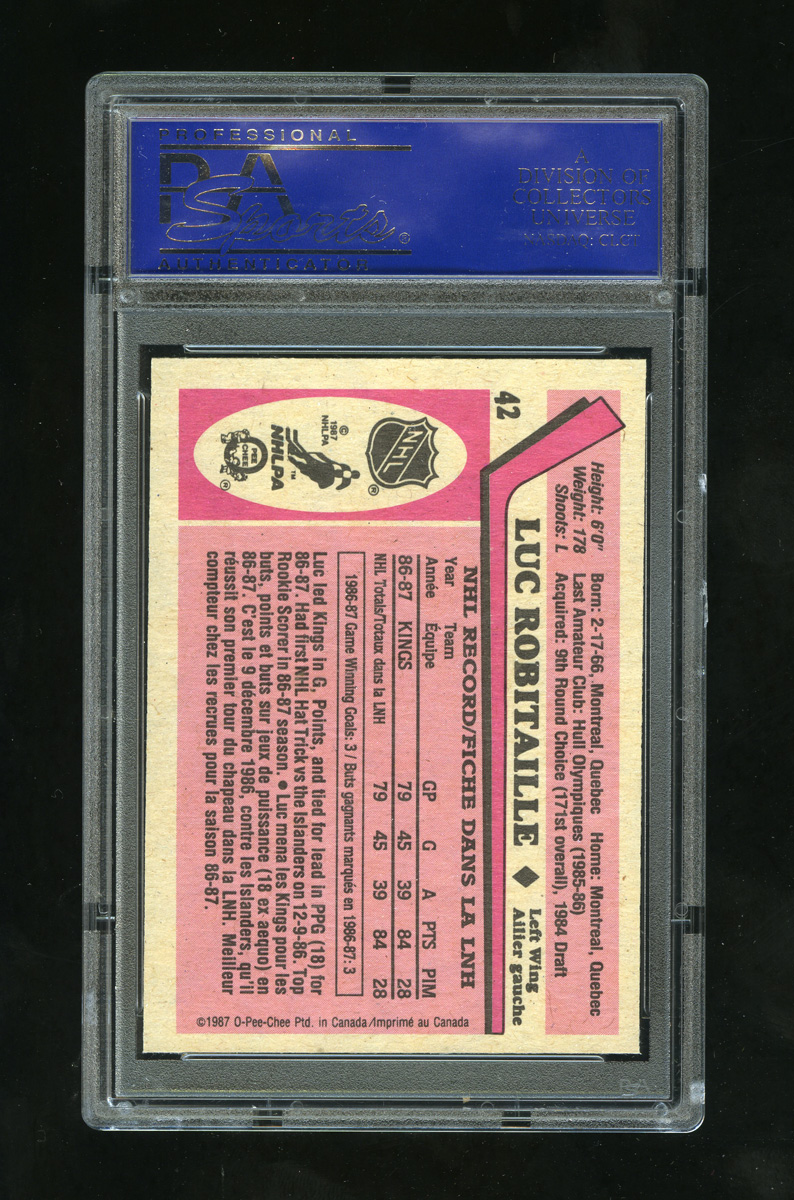 PROFESSIONAL
PSA
Sports®
AUTHENTICATOR
A
DIVISION OF
COLLECTORS
UNIVERSE
NASDAQ: CLCT
42
Height: 6'0" Born: 2-17-66, Montreal, Quebec Home: Montreal, Quebec
Weight: 178 Last Amateur Club: Hull Olympiques (1985-86)
Shoots: L Acquired: 9th Round Choice (171st overall), 1984 Draft
LUC ROBITAILLE ◆ Left Wing
Ailier gauche
NHL
®
© 1987 NHLPA
NHLPA™
O PEE CHEE
®
NHL RECORD/FICHE DANS LA LNH
Year Team
Année Équipe GP G A PTS PIM
86-87 KINGS 79 45 39 84 28
NHL Totals/Totaux dans la LNH 79 45 39 84 28
1986-87 Game Winning Goals: 3 / Buts gagnants marqués en 1986-87: 3
Luc led Kings in G, Points, and tied for lead in PPG (18) for
86-87. Had first NHL Hat Trick vs the Islanders on 12-9-86. Top
Rookie Scorer in 86-87 season. ● Luc mena les Kings pour les
buts, points et buts sur jeux de puissance (18 ex-aequo) en
86-87. C'est le 9 décembre 1986, contre les Islanders, qu'il
réussit son premier tour du chapeau dans la LNH. Meilleur
compteur chez les recrues pour la saison 86-87.
©1987 O-Pee-Chee Ptd. in Canada/Imprimé au Canada
PSA